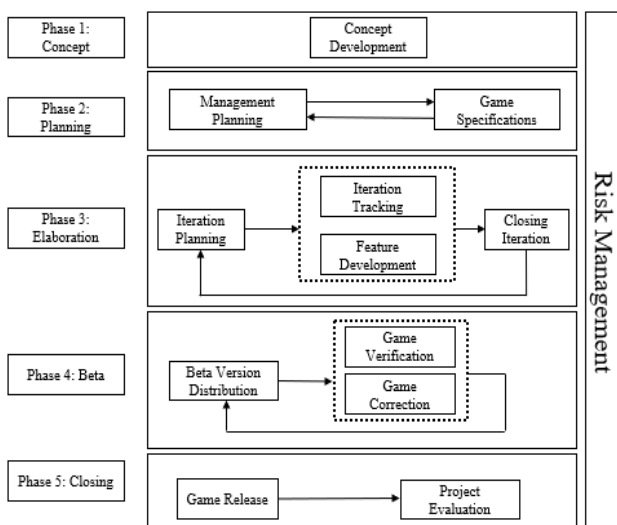 Phase 1:
Concept
Concept
Development
Phase 2:
Planning
Management
Planning
Game
Specifications
Phase 3:
Elaboration
Iteration
Planning
Iteration
Tracking
Feature
Development
Closing
Iteration
Phase 4: Beta
Beta Version
Distribution
Game
Verification
Game
Correction
Phase 5: Closing
Game Release
Project
Evaluation
Risk Management